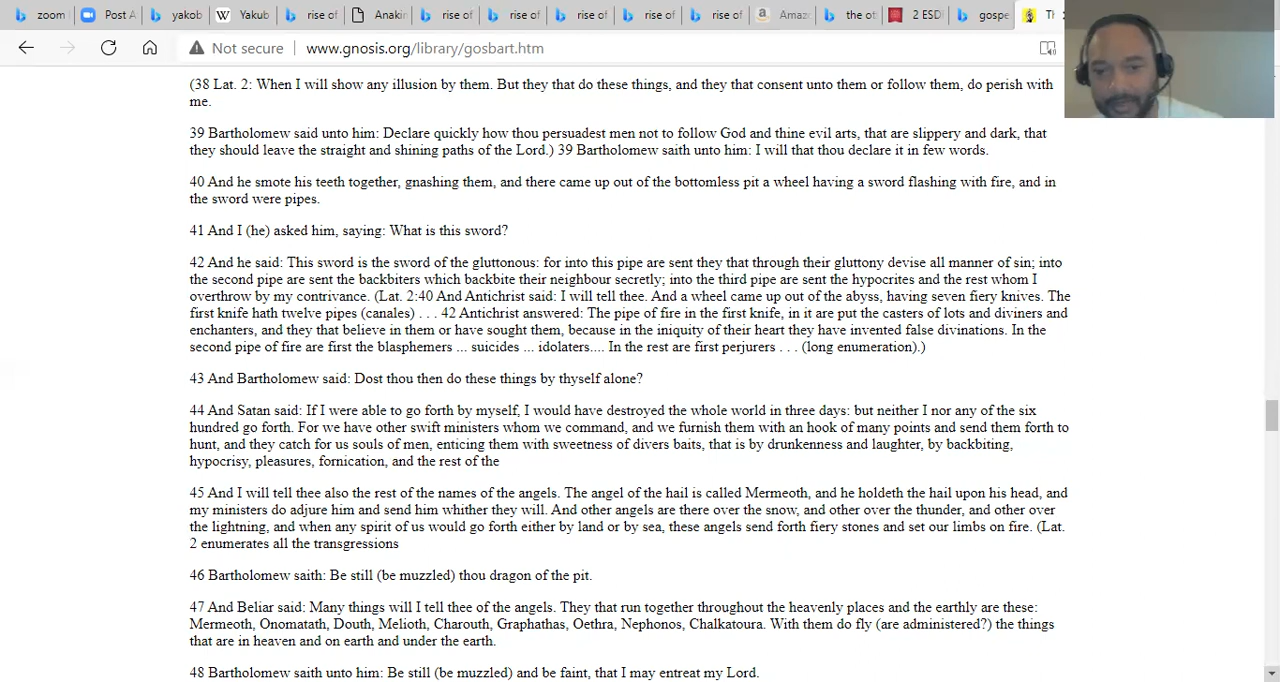 zoom
Post A
yakob
Yakub
rise of
Anakin
rise of
rise of
rise of
rise of
rise of
Amaz
the ot
2 ESD
gospe
Th
Not secure
www.gnosis.org/library/gosbart.htm
(38 Lat. 2: When I will show any illusion by them. But they that do these things, and they that consent unto them or follow them, do perish with
me.
39 Bartholomew said unto him: Declare quickly how thou persuadest men not to follow God and thine evil arts, that are slippery and dark, that
they should leave the straight and shining paths of the Lord.) 39 Bartholomew saith unto him: I will that thou declare it in few words.
40 And he smote his teeth together, gnashing them, and there came up out of the bottomless pit a wheel having a sword flashing with fire, and in
the sword were pipes.
41 And I (he) asked him, saying: What is this sword?
42 And he said: This sword is the sword of the gluttonous: for into this pipe are sent they that through their gluttony devise all manner of sin; into
the second pipe are sent the backbiters which backbite their neighbour secretly; into the third pipe are sent the hypocrites and the rest whom I
overthrow by my contrivance. (Lat. 2:40 And Antichrist said: I will tell thee. And a wheel came up out of the abyss, having seven fiery knives. The
first knife hath twelve pipes (canales) . . . 42 Antichrist answered: The pipe of fire in the first knife, in it are put the casters of lots and diviners and
enchanters, and they that believe in them or have sought them, because in the iniquity of their heart they have invented false divinations. In the
second pipe of fire are first the blasphemers ... suicides ... idolaters.... In the rest are first perjurers . . . (long enumeration).)
43 And Bartholomew said: Dost thou then do these things by thyself alone?
44 And Satan said: If I were able to go forth by myself, I would have destroyed the whole world in three days: but neither I nor any of the six
hundred go forth. For we have other swift ministers whom we command, and we furnish them with an hook of many points and send them forth to
hunt, and they catch for us souls of men, enticing them with sweetness of divers baits, that is by drunkenness and laughter, by backbiting,
hypocrisy, pleasures, fornication, and the rest of the
45 And I will tell thee also the rest of the names of the angels. The angel of the hail is called Mermeoth, and he holdeth the hail upon his head, and
my ministers do adjure him and send him whither they will. And other angels are there over the snow, and other over the thunder, and other over
the lightning, and when any spirit of us would go forth either by land or by sea, these angels send forth fiery stones and set our limbs on fire. (Lat.
2 enumerates all the transgressions
46 Bartholomew saith: Be still (be muzzled) thou dragon of the pit.
47 And Beliar said: Many things will I tell thee of the angels. They that run together throughout the heavenly places and the earthly are these:
Mermeoth, Onomatath, Douth, Melioth, Charouth, Graphathas, Oethra, Nephonos, Chalkatoura. With them do fly (are administered?) the things
that are in heaven and on earth and under the earth.
48 Bartholomew saith unto him: Be still (be muzzled) and be faint, that I may entreat my Lord.